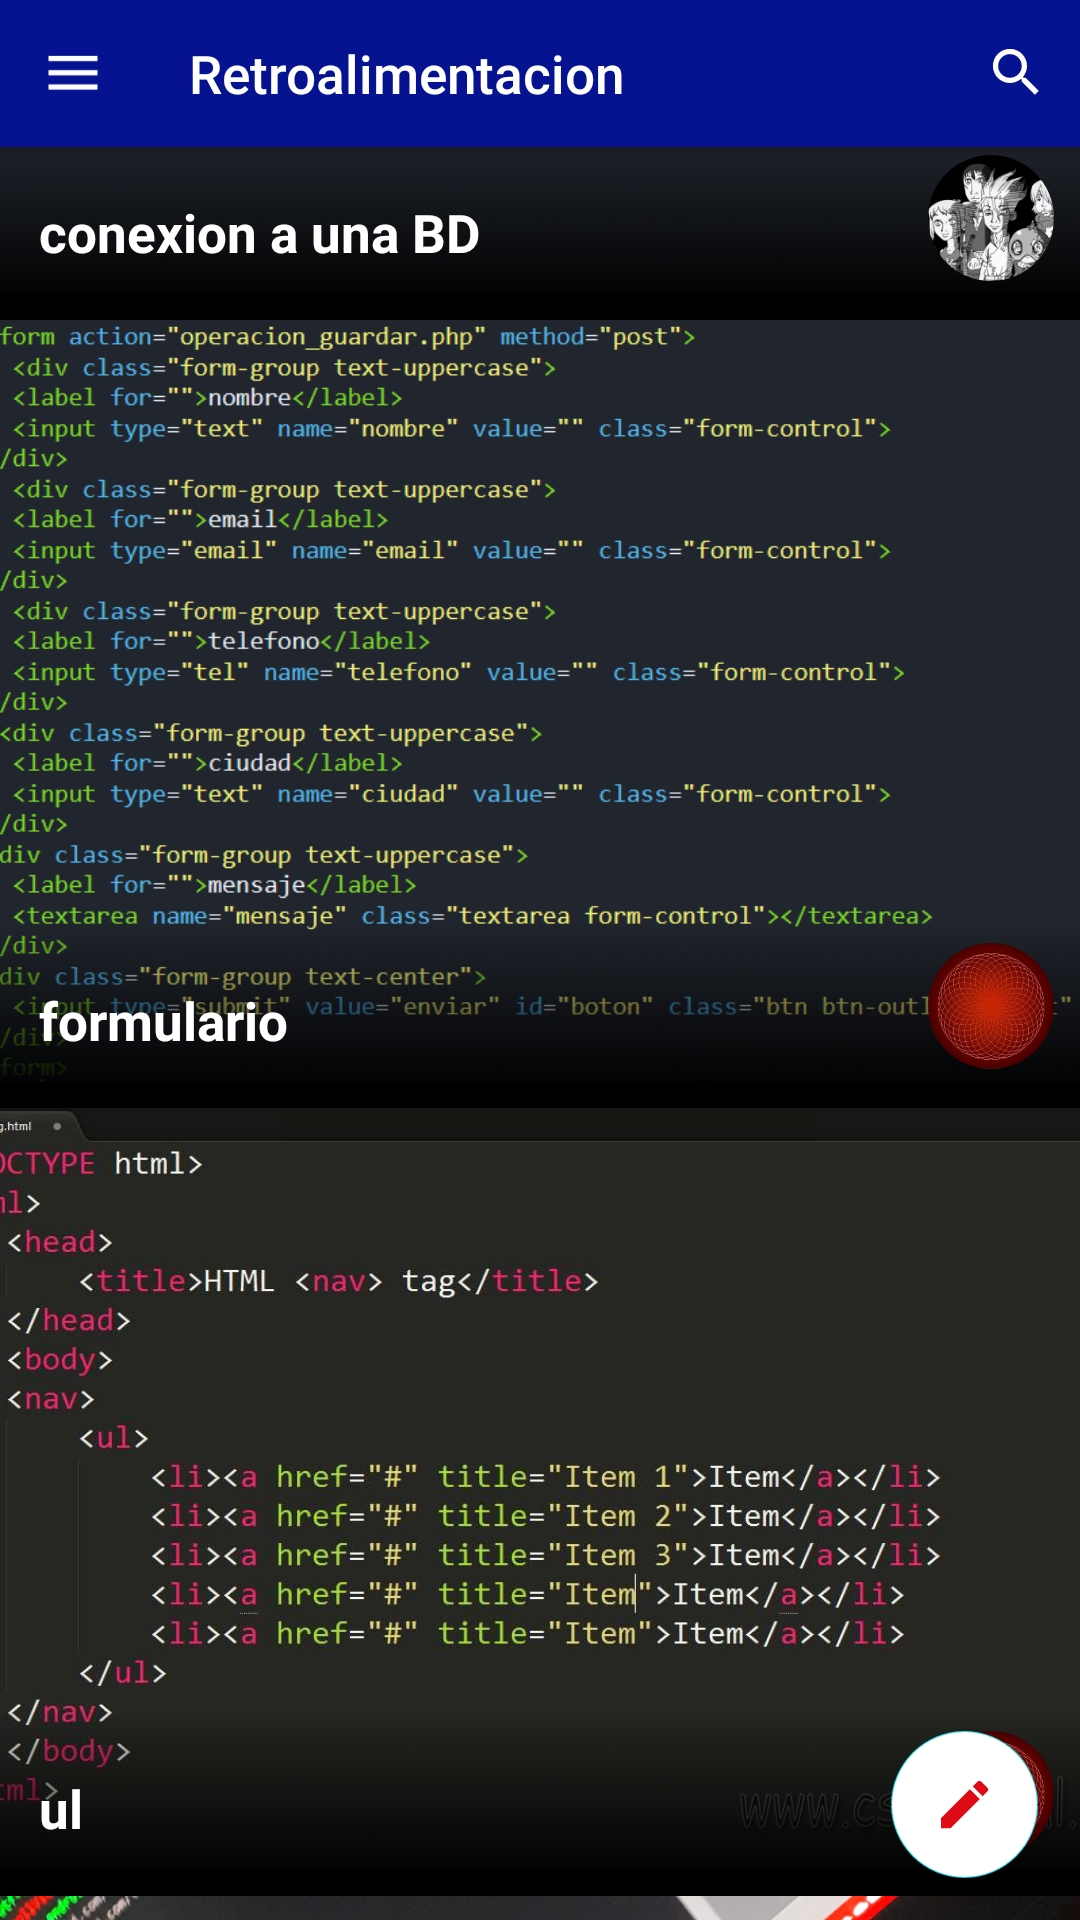 Retroalimentacion
conexion a una BD
form action="operacion_guardar.php" method="post">
<div class="form-group text-uppercase">
<label for="">nombre</label>
<input type="text" name="nombre" value="" class="form-control">
/div>
<div class="form-group text-uppercase">
<label for="">email</label>
<input type="email" name="email" value="" class="form-control">
/div>
<div class="form-group text-uppercase">
<label for="">telefono</label>
<input type="tel" name="telefono" value="" class="form-control">
/div>
<div class="form-group text-uppercase">
<label for="">ciudad</label>
<input type="text" name="ciudad" value="" class="form-control">
/div>
div class="form-group text-uppercase">
<label for="">mensaje</label>
<textarea name="mensaje" class="textarea form-control"></textarea>
/div>
div class="form-group text-center">
<input type="submit" value="enviar" id="boton" class="btn btn-outl
formulario
/div>
form>
g.html
OCTYPE html>
ml>
<head>
<title>HTML <nav> tag</title>
</head>
<body>
<nav>
<ul>
<li><a href="#" title="Item 1">Item</a></li>
<li><a href="#" title="Item 2">Item</a></li>
<li><a href="#" title="Item 3">Item</a></li>
<li><a href="#" title="Item">Item</a></li>
<li><a href="#" title="Item">Item</a></li>
</ul>
</nav>
</body>
tml>
ul
www.cs